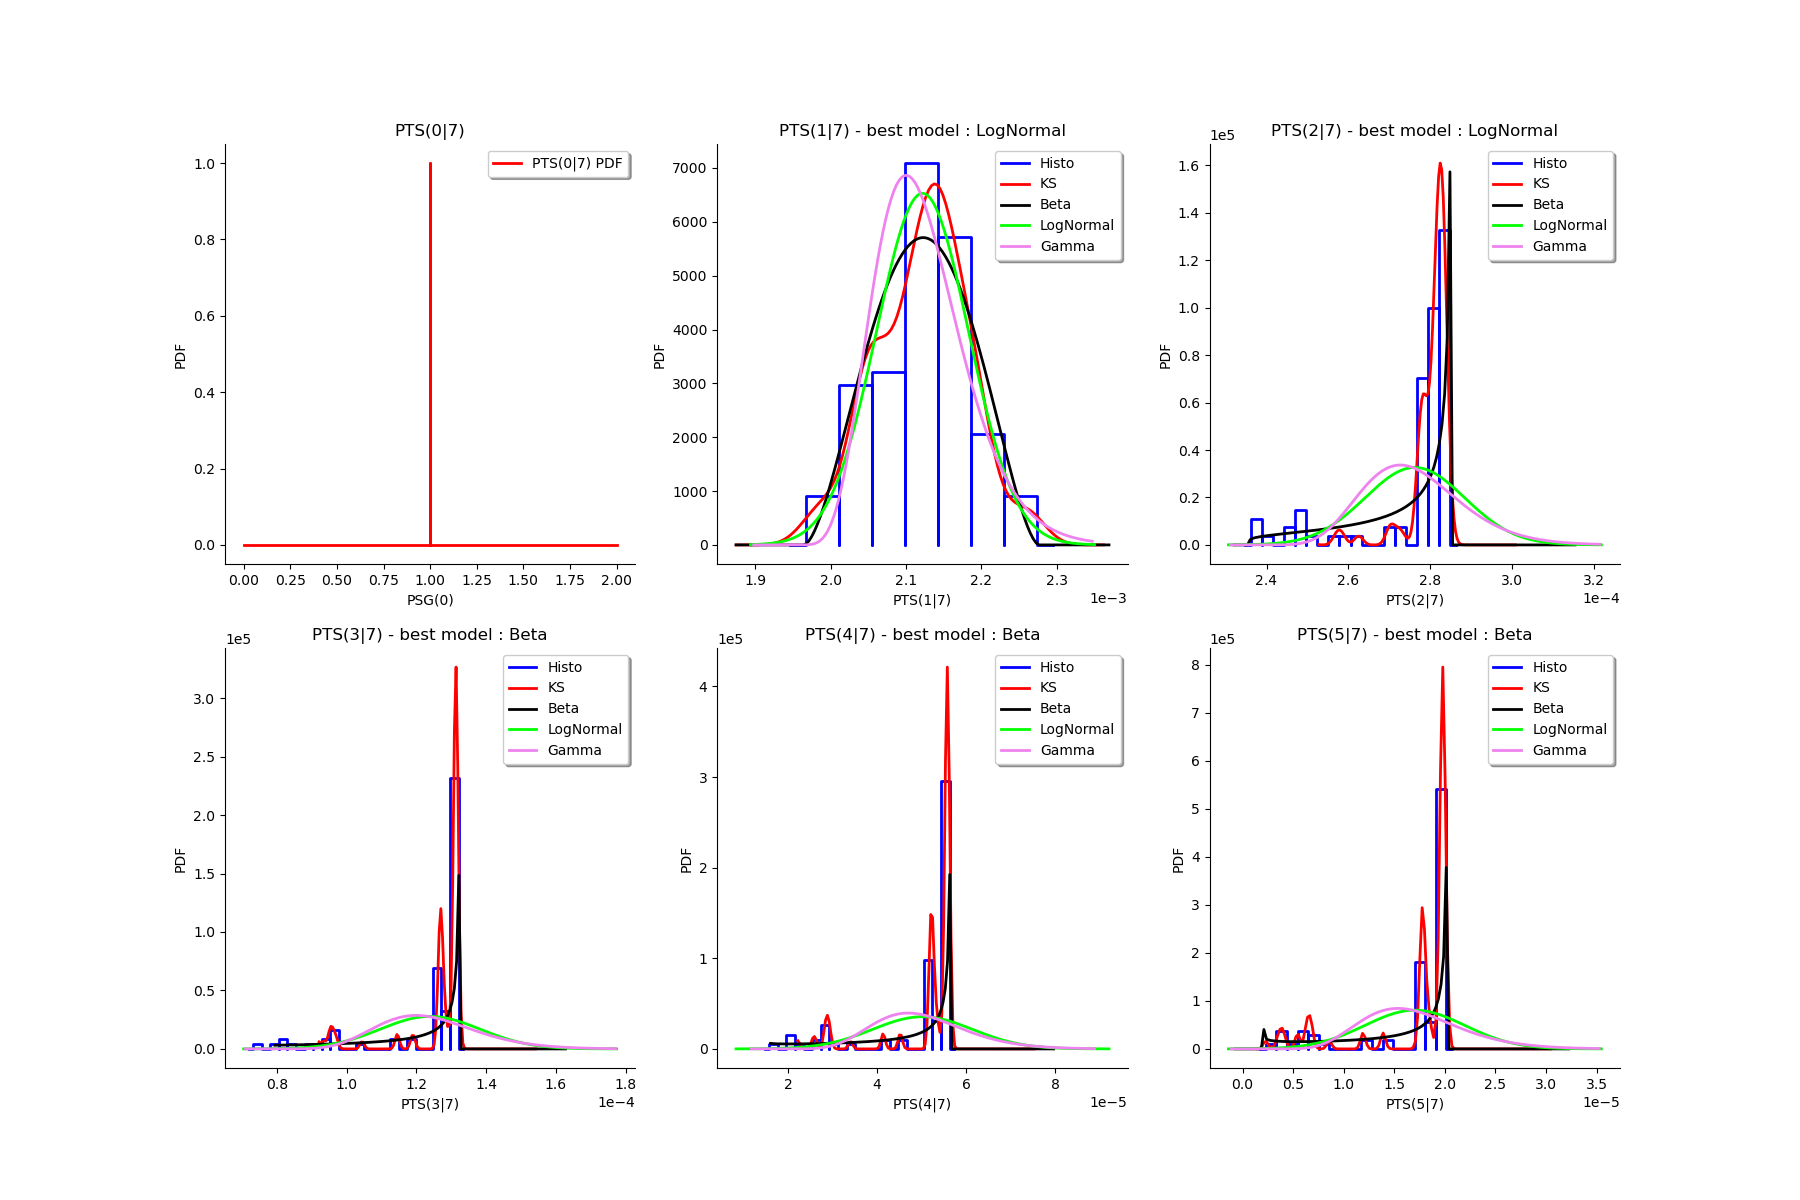 PTS(0|7)
1.0
0.8
0.6
0.4
0.2
0.0
PDF
PTS(0|7) PDF
0.00 0.25 0.50 0.75 1.00 1.25 1.50 1.75 2.00
PSG(0)
PTS(1|7) - best model : LogNormal
7000
6000
5000
4000
3000
2000
1000
0
PDF
Histo
KS
Beta
LogNormal
Gamma
1.9 2.0 2.1 2.2 2.3
PTS(1|7)
1e−3
1e5
PTS(2|7) - best model : LogNormal
1.6
1.4
1.2
1.0
0.8
0.6
0.4
0.2
0.0
PDF
Histo
KS
Beta
LogNormal
Gamma
2.4 2.6 2.8 3.0 3.2
PTS(2|7)
1e−4
1e5
PTS(3|7) - best model : Beta
3.0
2.5
2.0
1.5
1.0
0.5
0.0
PDF
Histo
KS
Beta
LogNormal
Gamma
0.8 1.0 1.2 1.4 1.6 1.8
PTS(3|7)
1e−4
1e5
PTS(4|7) - best model : Beta
4
3
2
1
0
PDF
Histo
KS
Beta
LogNormal
Gamma
2 4 6 8
PTS(4|7)
1e−5
1e5
PTS(5|7) - best model : Beta
8
7
6
5
4
3
2
1
0
PDF
Histo
KS
Beta
LogNormal
Gamma
0.0 0.5 1.0 1.5 2.0 2.5 3.0 3.5
PTS(5|7)
1e−5